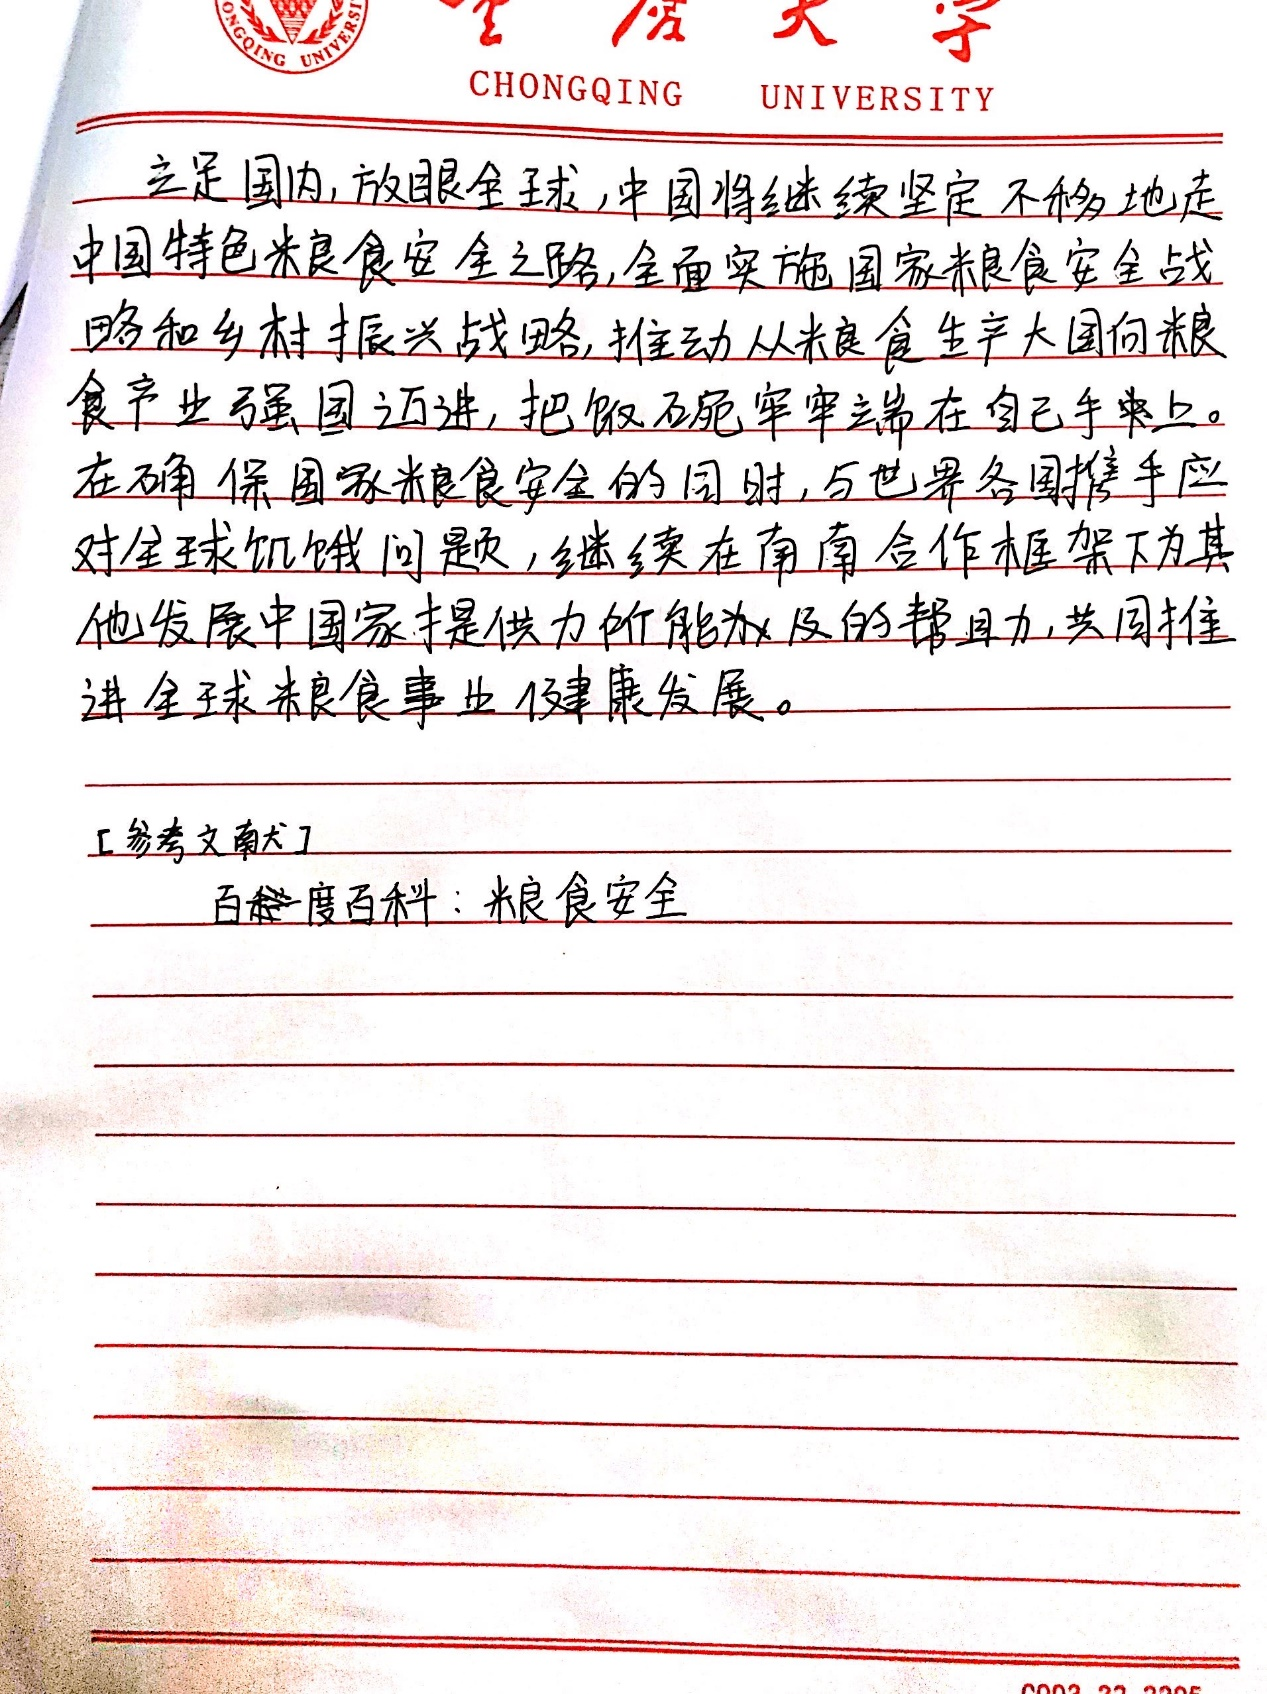 ONGQING UNIVERSI
重庆大学
CHONGQING UNIVERSITY
立足国内,放眼全球,中国将继续坚定不移地走
中国特色粮食安全之路,全面实施国家粮食安全战
略和乡村振兴战略,推动从粮食生产大国向粮
食产业强国迈进,把饭碗牢牢端在自己手上。
在确保国家粮食安全的同时,与世界各国携手应
对全球饥饿问题,继续在南南合作框架下为其
他发展中国家提供力所能及的帮助,共同推
进全球粮食事业健康发展。
[参考文献]
百度百科:粮食安全